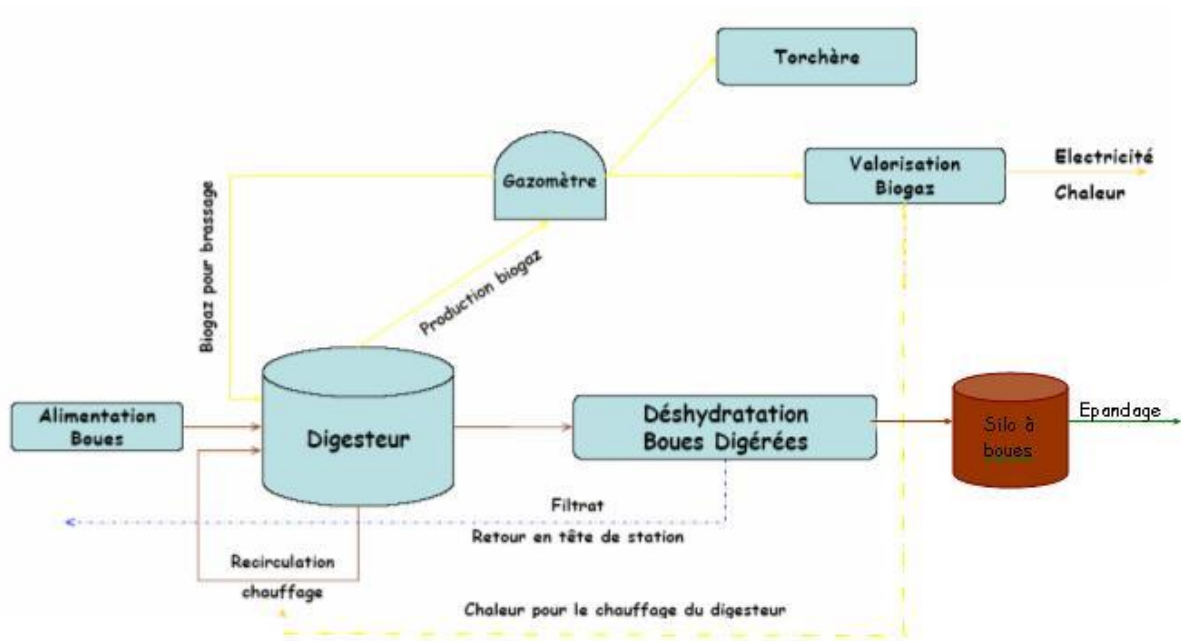 Torchère
Gazomètre
Valorisation
Biogaz
Electricité
Chaleur
Biogaz pour brassage
Production biogaz
Alimentation
Boues
Digesteur
Déshydratation
Boues Digérées
Silo à
boues
Epandage
Filtrat
Retour en tête de station
Recirculation
chauffage
Chaleur pour le chauffage du digesteur